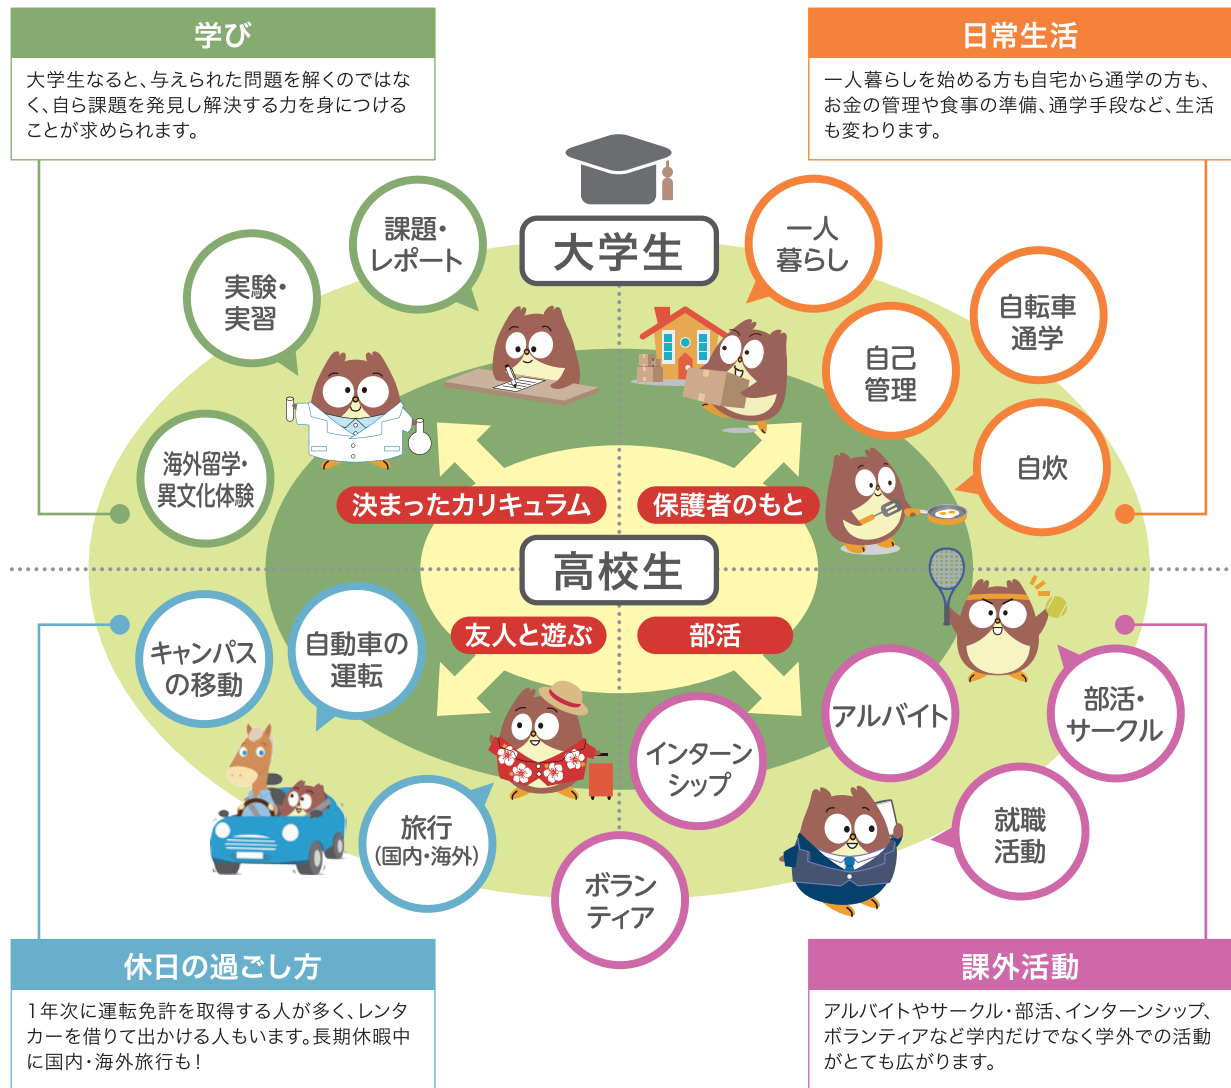 学び
大学生なると、与えられた問題を解くのではな
く、自ら課題を発見し解決する力を身につける
ことが求められます。
日常生活
一人暮らしを始める方も自宅から通学の方も、
お金の管理や食事の準備、通学手段など、生活
も変わります。
大学生
課題・
レポート
実験・
実習
海外留学・
異文化体験
一人
暮らし
自転車
通学
自己
管理
自炊
決まったカリキュラム
保護者のもと
高校生
友人と遊ぶ
部活
キャンパス
の移動
自動車の
運転
旅行
(国内・海外)
インターン
シップ
ボラン
ティア
アルバイト
部活・
サークル
就職
活動
休日の過ごし方
1年次に運転免許を取得する人が多く、レンタ
カーを借りて出かける人もいます。長期休暇中
に国内・海外旅行も!
課外活動
アルバイトやサークル・部活、インターンシップ、
ボランティアなど学内だけでなく学外での活動
がとても広がります。